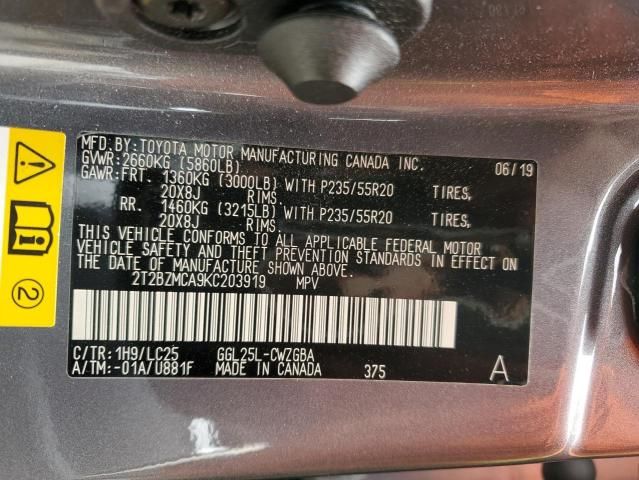 MFD.BY:TOYOTA MOTOR MANUFACTURING CANADA INC.
GVWR:2660KG (5860LB) 06/19
GAWR:FRT. 1360KG (3000LB) WITH P235/55R20 TIRES,
20X8J RIMS.
RR. 1460KG (3215LB) WITH P235/55R20 TIRES,
20X8J RIMS.
THIS VEHICLE CONFORMS TO ALL APPLICABLE FEDERAL MOTOR
VEHICLE SAFETY AND THEFT PREVENTION STANDARDS IN EFFECT ON
THE DATE OF MANUFACTURE SHOWN ABOVE.
2T2BZMCA9KC203919 MPV
C/TR: 1H9/LC25 GGL25L-CWZGBA
A/TM: -01A/U881F MADE IN CANADA 375 A
2